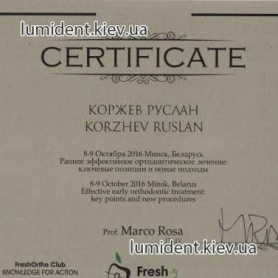 lumident.kiev.ua
CERTIFICATE
КОРЖЕВ РУСЛАН
KORZHEV RUSLAN
8-9 Октября 2016 Минск, Беларусь
Раннее эффективное ортодонтическое лечение:
ключевые позиции и новые подходы
8-9 October 2016 Minsk, Belarus
Effective early orthodontic treatment:
key points and new procedures
Prof. Marco Rosa
lumident.kiev.ua
FreshOrtho Club
KNOWLEDGE FOR ACTION
Fresh